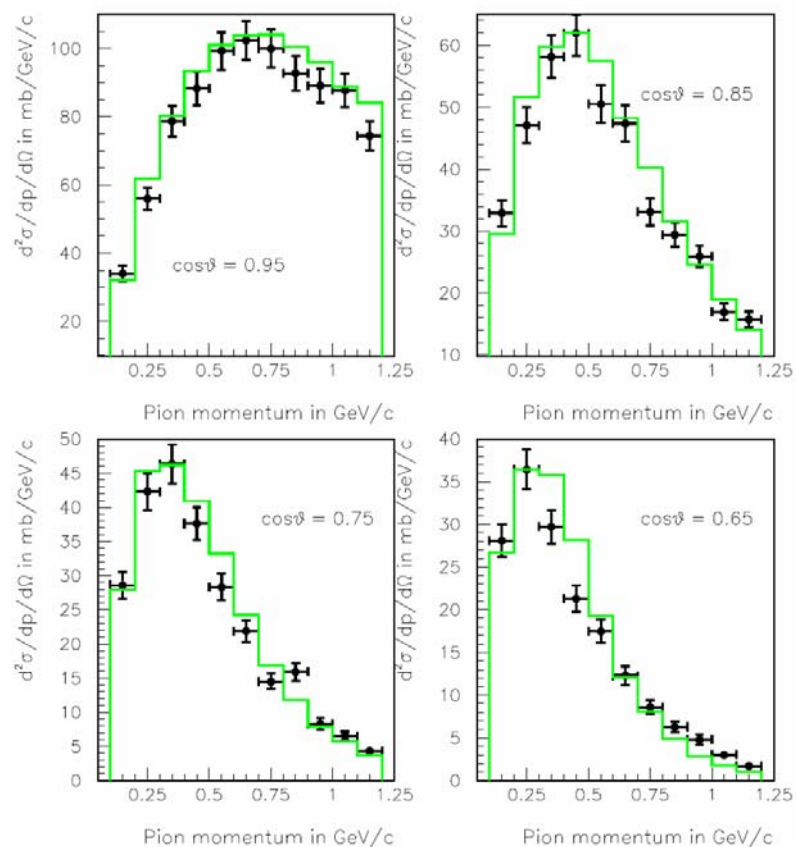 d²σ/dp/dΩ in mb/GeV/c
100
80
60
40
20
cosϑ = 0.95
0.25 0.5 0.75 1 1.25
Pion momentum in GeV/c
d²σ/dp/dΩ in mb/GeV/c
60
50
40
30
20
10
cosϑ = 0.85
0.25 0.5 0.75 1 1.25
Pion momentum in GeV/c
d²σ/dp/dΩ in mb/GeV/c
50
45
40
35
30
25
20
15
10
5
0
cosϑ = 0.75
0.25 0.5 0.75 1 1.25
Pion momentum in GeV/c
d²σ/dp/dΩ in mb/GeV/c
40
35
30
25
20
15
10
5
0
cosϑ = 0.65
0.25 0.5 0.75 1 1.25
Pion momentum in GeV/c